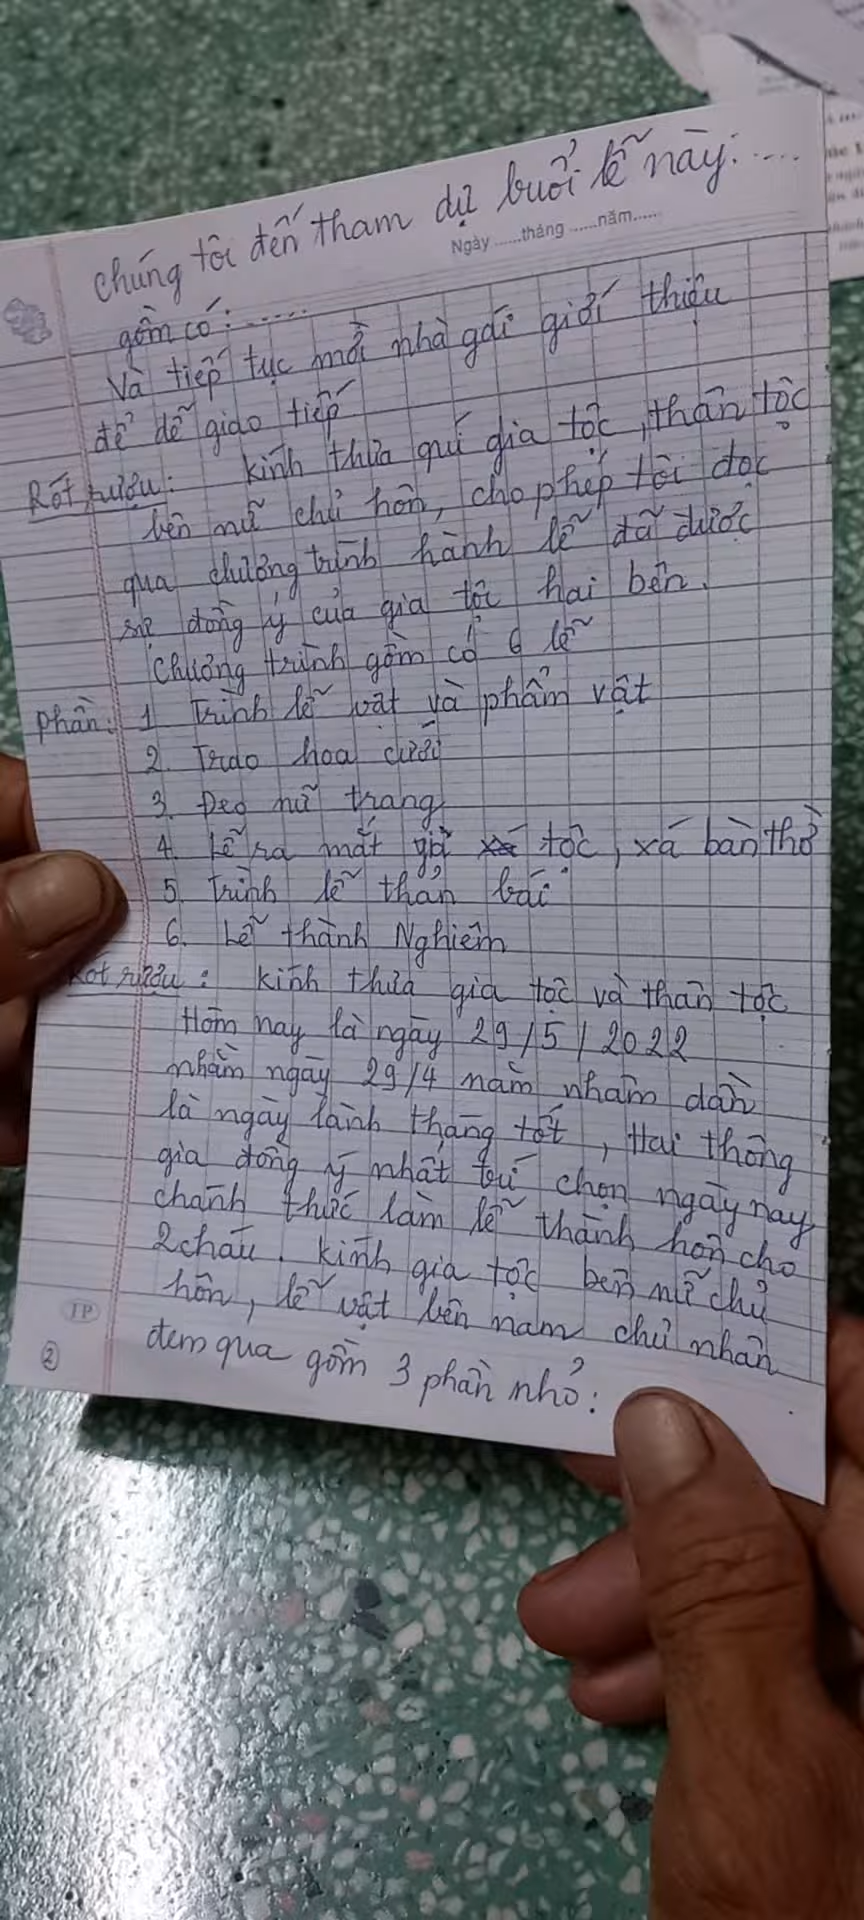 chúng tôi đến tham dự buổi lễ này:....
Ngày ......tháng ......năm......
gồm có:......
Và tiếp tục mời nhà gái giới thiệu
để dễ giao tiếp
Rót rượu: kính thưa quí gia tộc, thân tộc
bên nữ chủ hôn, cho phép tôi đọc
qua chương trình hành lễ đã được
sự đồng ý của gia tộc hai bên.
chương trình gồm có 6 lễ
phần: 1 Trình lễ vật và phẩm vật
2. Trao hoa cưới
3. Đeo nữ trang
4. Lễ ra mắt gia tộc, xá bàn thờ
5. Trình lễ thân bái
6. Lễ thành Nghiêm
Rót rượu: kính thưa gia tộc và thân tộc
Hôm nay là ngày 29/5/2022
nhằm ngày 29/4 năm nhâm dần
là ngày lành tháng tốt, Hai thông
gia đồng ý nhất trí chọn ngày nay
chánh thức làm lễ thành hôn cho
2 cháu. Kính gia tộc bên nữ chủ
hôn, lễ vật bên nam chủ nhân
đem qua gồm 3 phần nhỏ:
TP
②